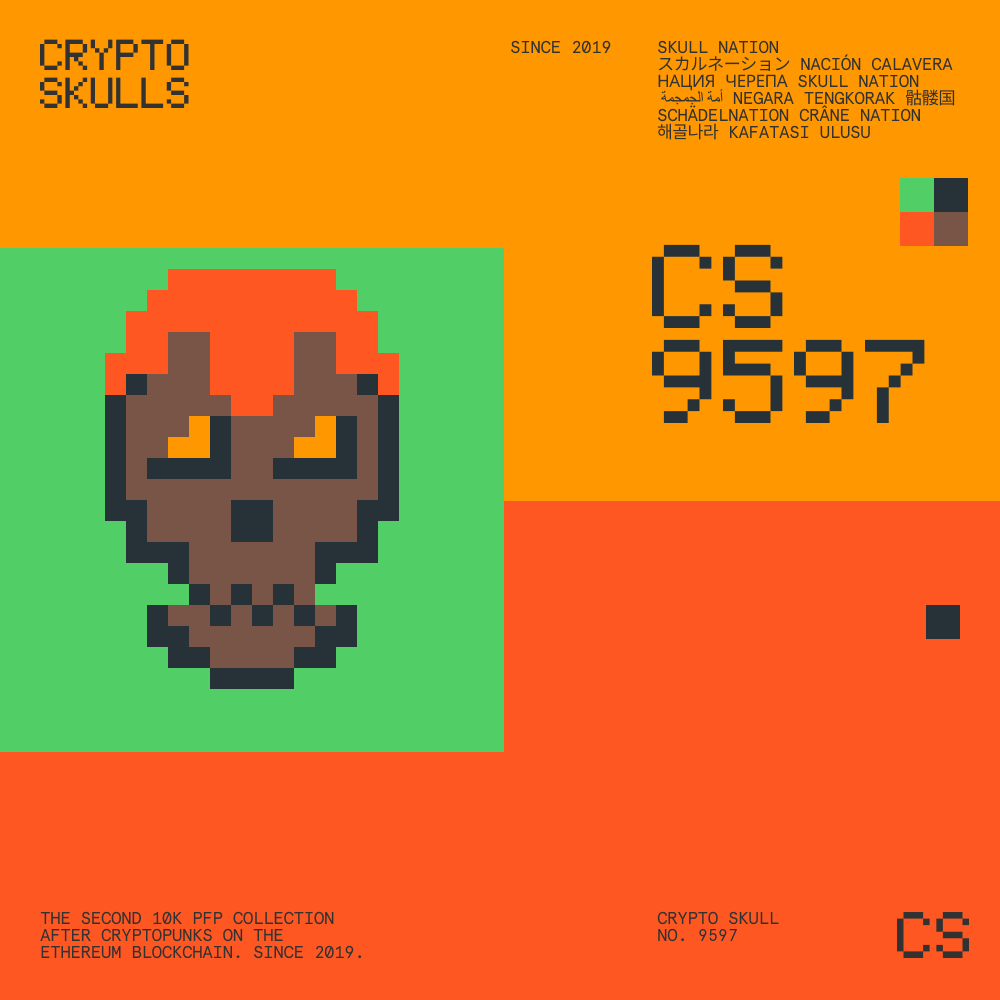 CRYPTO
SKULLS
SINCE 2019
SKULL NATION
スカルネーション NACIÓN CALAVERA
НАЦИЯ ЧЕРЕПА SKULL NATION
أمة الجمجمة NEGARA TENGKORAK 骷髅国
SCHÄDELNATION CRÂNE NATION
해골나라 KAFATASI ULUSU
CS
9597
THE SECOND 10K PFP COLLECTION
AFTER CRYPTOPUNKS ON THE
ETHEREUM BLOCKCHAIN. SINCE 2019.
CRYPTO SKULL
NO. 9597
CS